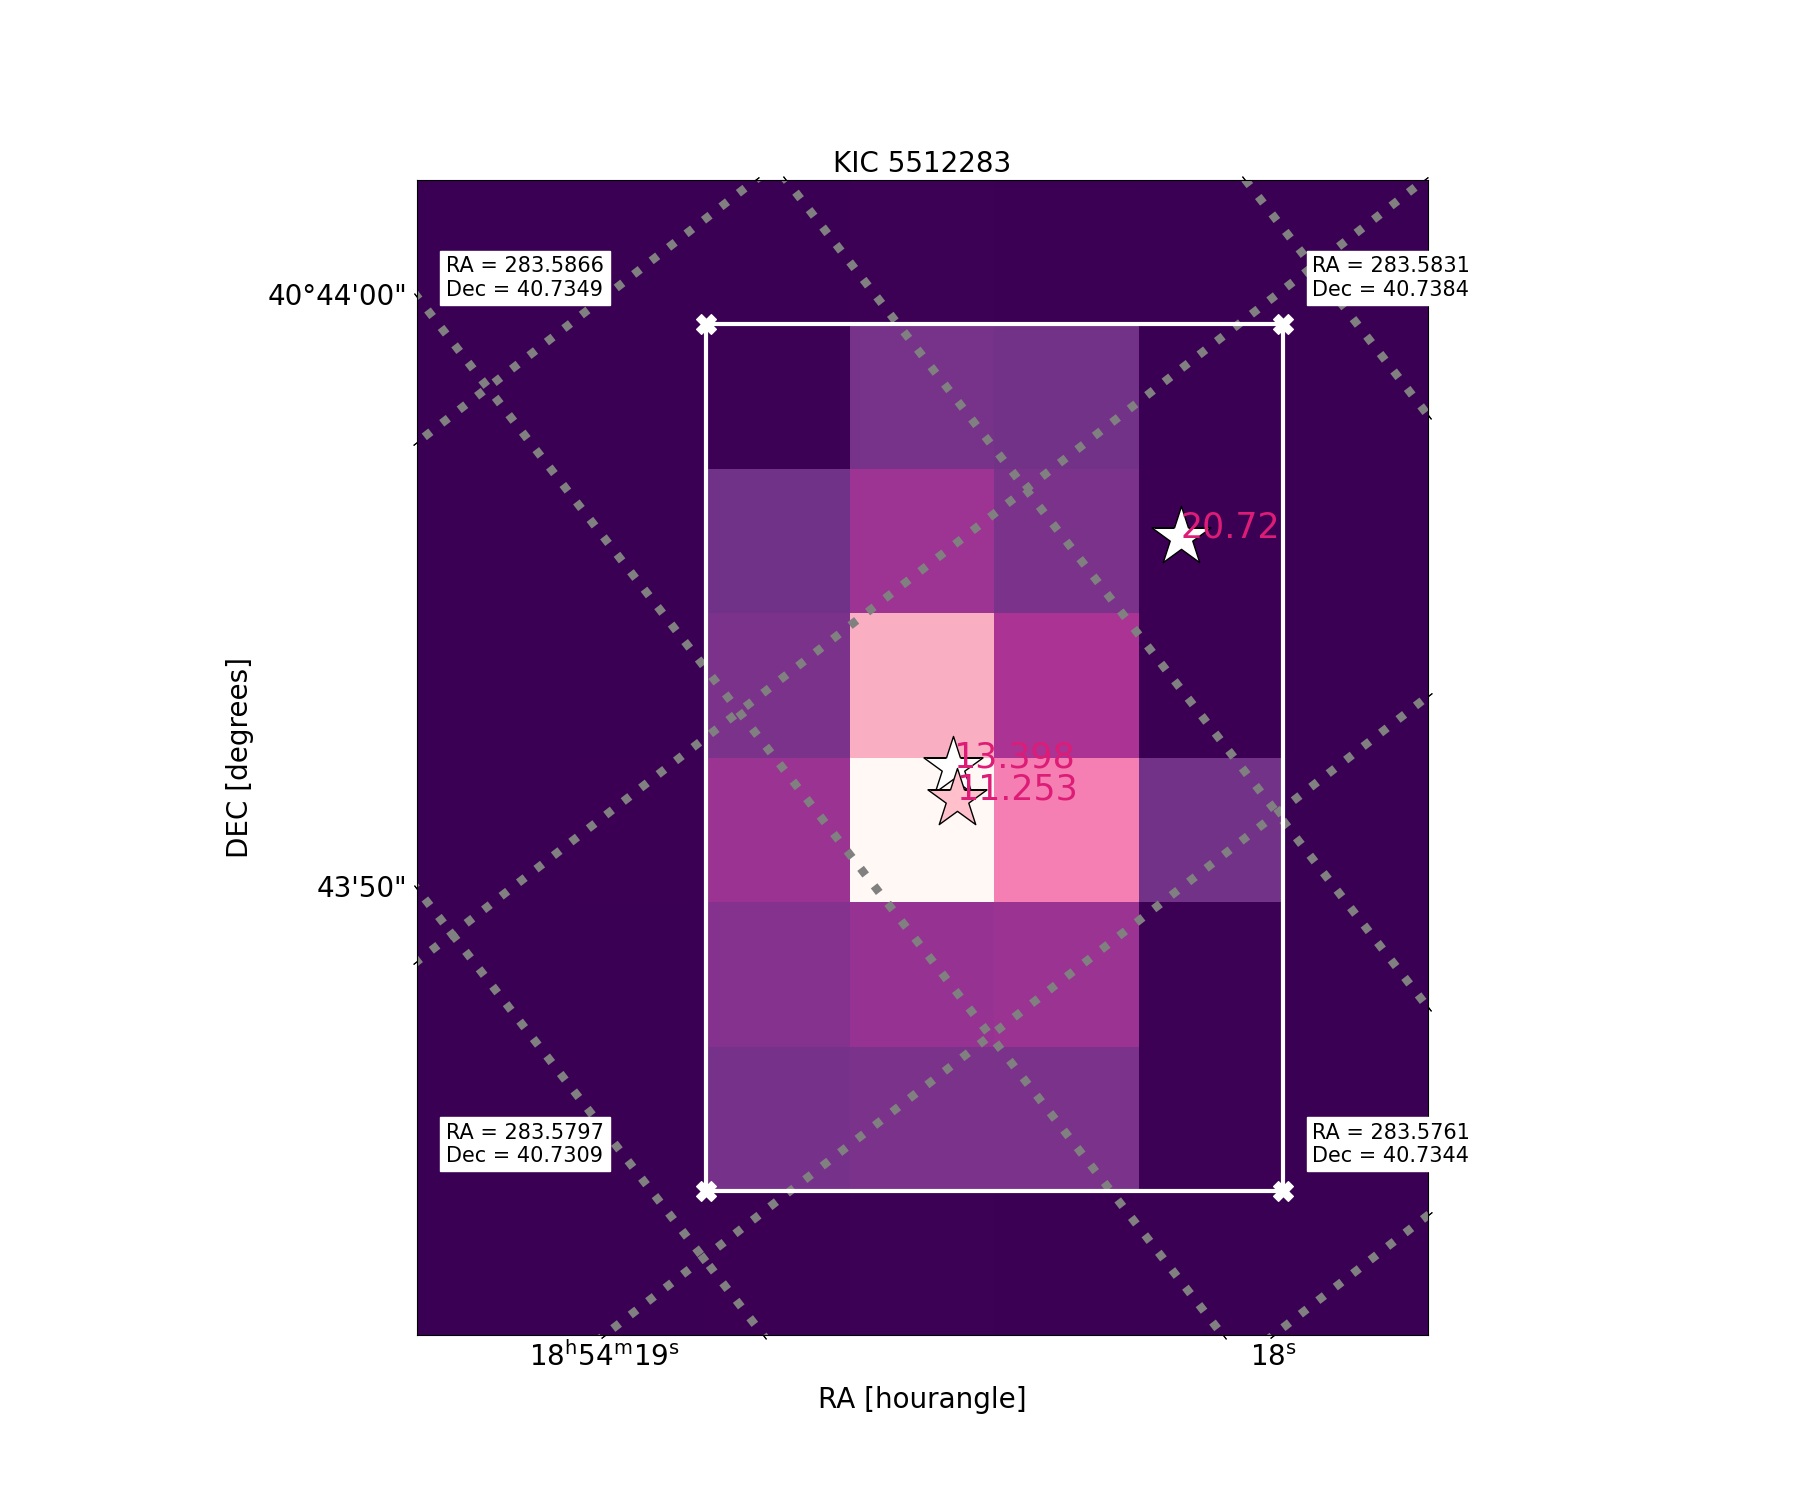 KIC 5512283
RA = 283.5866
Dec = 40.7349
RA = 283.5831
Dec = 40.7384
40°44'00"
20.72
13.398
11.253
DEC [degrees]
43'50"
RA = 283.5797
Dec = 40.7309
RA = 283.5761
Dec = 40.7344
18ʰ54ᵐ19ˢ
18ˢ
RA [hourangle]